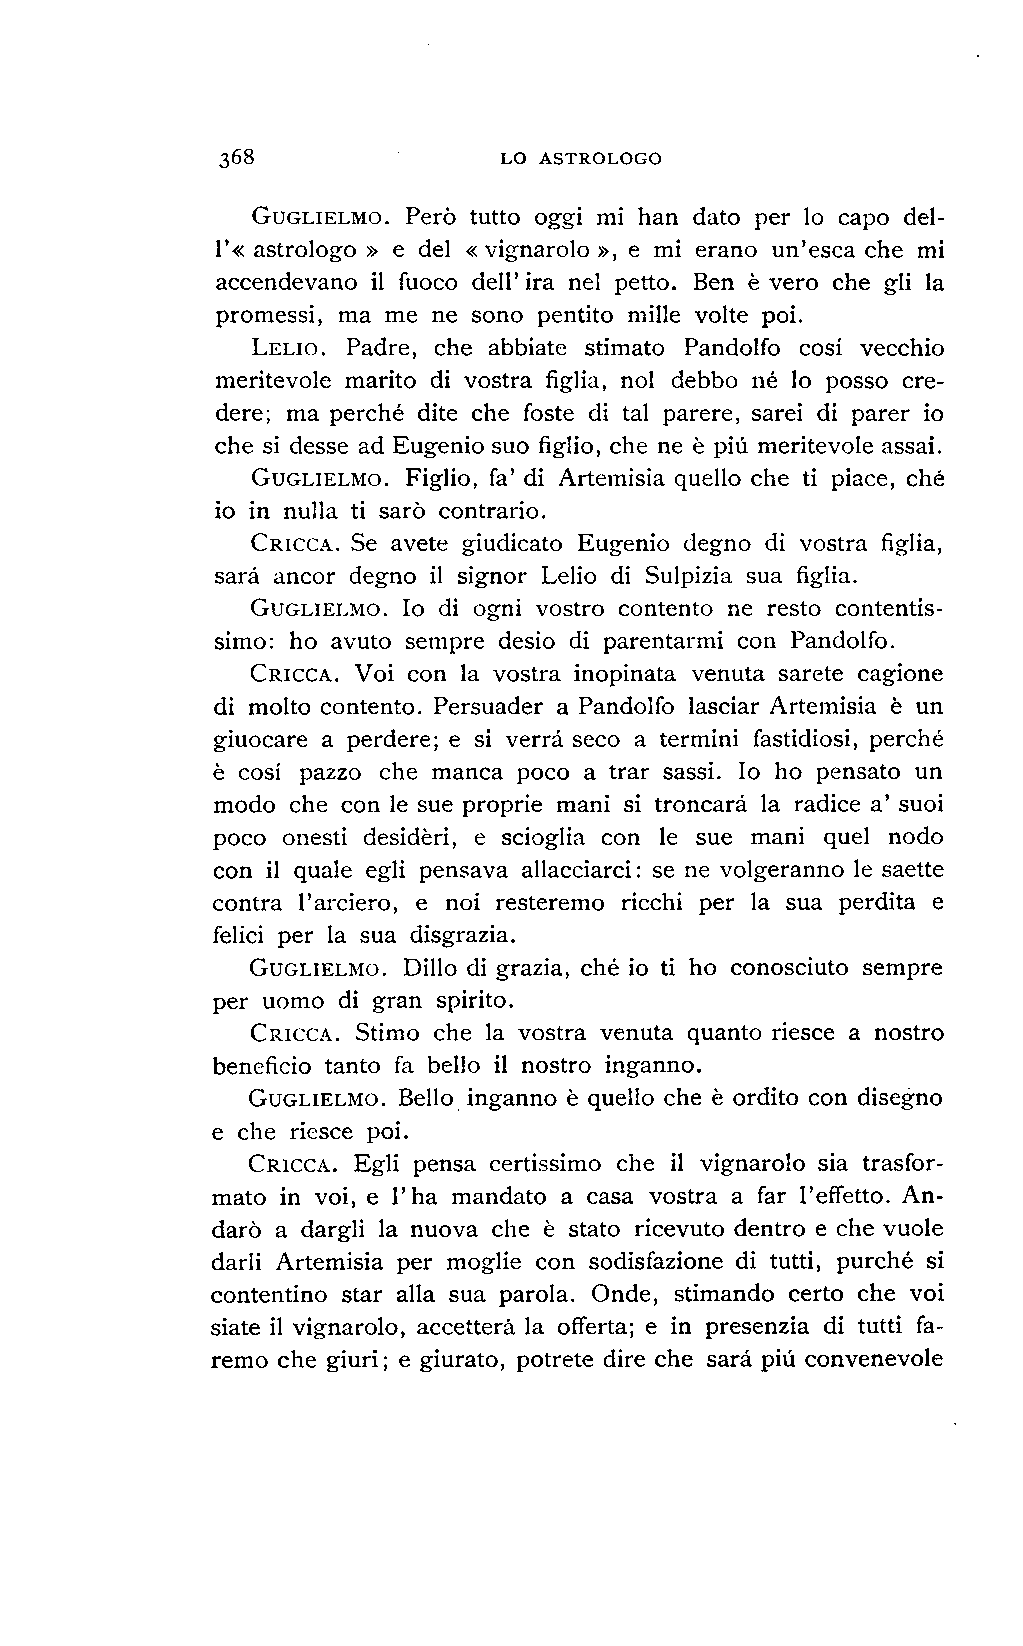 368 LO ASTROLOGO
GUGLIELMO. Però tutto oggi mi han dato per lo capo del-
l'« astrologo » e del « vignarolo », e mi erano un'esca che mi
accendevano il fuoco dell'ira nel petto. Ben è vero che gli la
promessi, ma me ne sono pentito mille volte poi.
LELIO. Padre, che abbiate stimato Pandolfo cosí vecchio
meritevole marito di vostra figlia, nol debbo né lo posso cre-
dere; ma perché dite che foste di tal parere, sarei di parer io
che si desse ad Eugenio suo figlio, che ne è piú meritevole assai.
GUGLIELMO. Figlio, fa' di Artemisia quello che ti piace, ché
io in nulla ti sarò contrario.
CRICCA. Se avete giudicato Eugenio degno di vostra figlia,
sará ancor degno il signor Lelio di Sulpizia sua figlia.
GUGLIELMO. Io di ogni vostro contento ne resto contentis-
simo: ho avuto sempre desio di parentarmi con Pandolfo.
CRICCA. Voi con la vostra inopinata venuta sarete cagione
di molto contento. Persuader a Pandolfo lasciar Artemisia è un
giuocare a perdere; e si verrá seco a termini fastidiosi, perché
è cosí pazzo che manca poco a trar sassi. Io ho pensato un
modo che con le sue proprie mani si troncará la radice a' suoi
poco onesti desidèri, e scioglia con le sue mani quel nodo
con il quale egli pensava allacciarci: se ne volgeranno le saette
contra l'arciero, e noi resteremo ricchi per la sua perdita e
felici per la sua disgrazia.
GUGLIELMO. Dillo di grazia, ché io ti ho conosciuto sempre
per uomo di gran spirito.
CRICCA. Stimo che la vostra venuta quanto riesce a nostro
beneficio tanto fa bello il nostro inganno.
GUGLIELMO. Bello inganno è quello che è ordito con disegno
e che riesce poi.
CRICCA. Egli pensa certissimo che il vignarolo sia trasfor-
mato in voi, e l'ha mandato a casa vostra a far l'effetto. An-
darò a dargli la nuova che è stato ricevuto dentro e che vuole
darli Artemisia per moglie con sodisfazione di tutti, purché si
contentino star alla sua parola. Onde, stimando certo che voi
siate il vignarolo, accetterá la offerta; e in presenzia di tutti fa-
remo che giuri; e giurato, potrete dire che sará piú convenevole